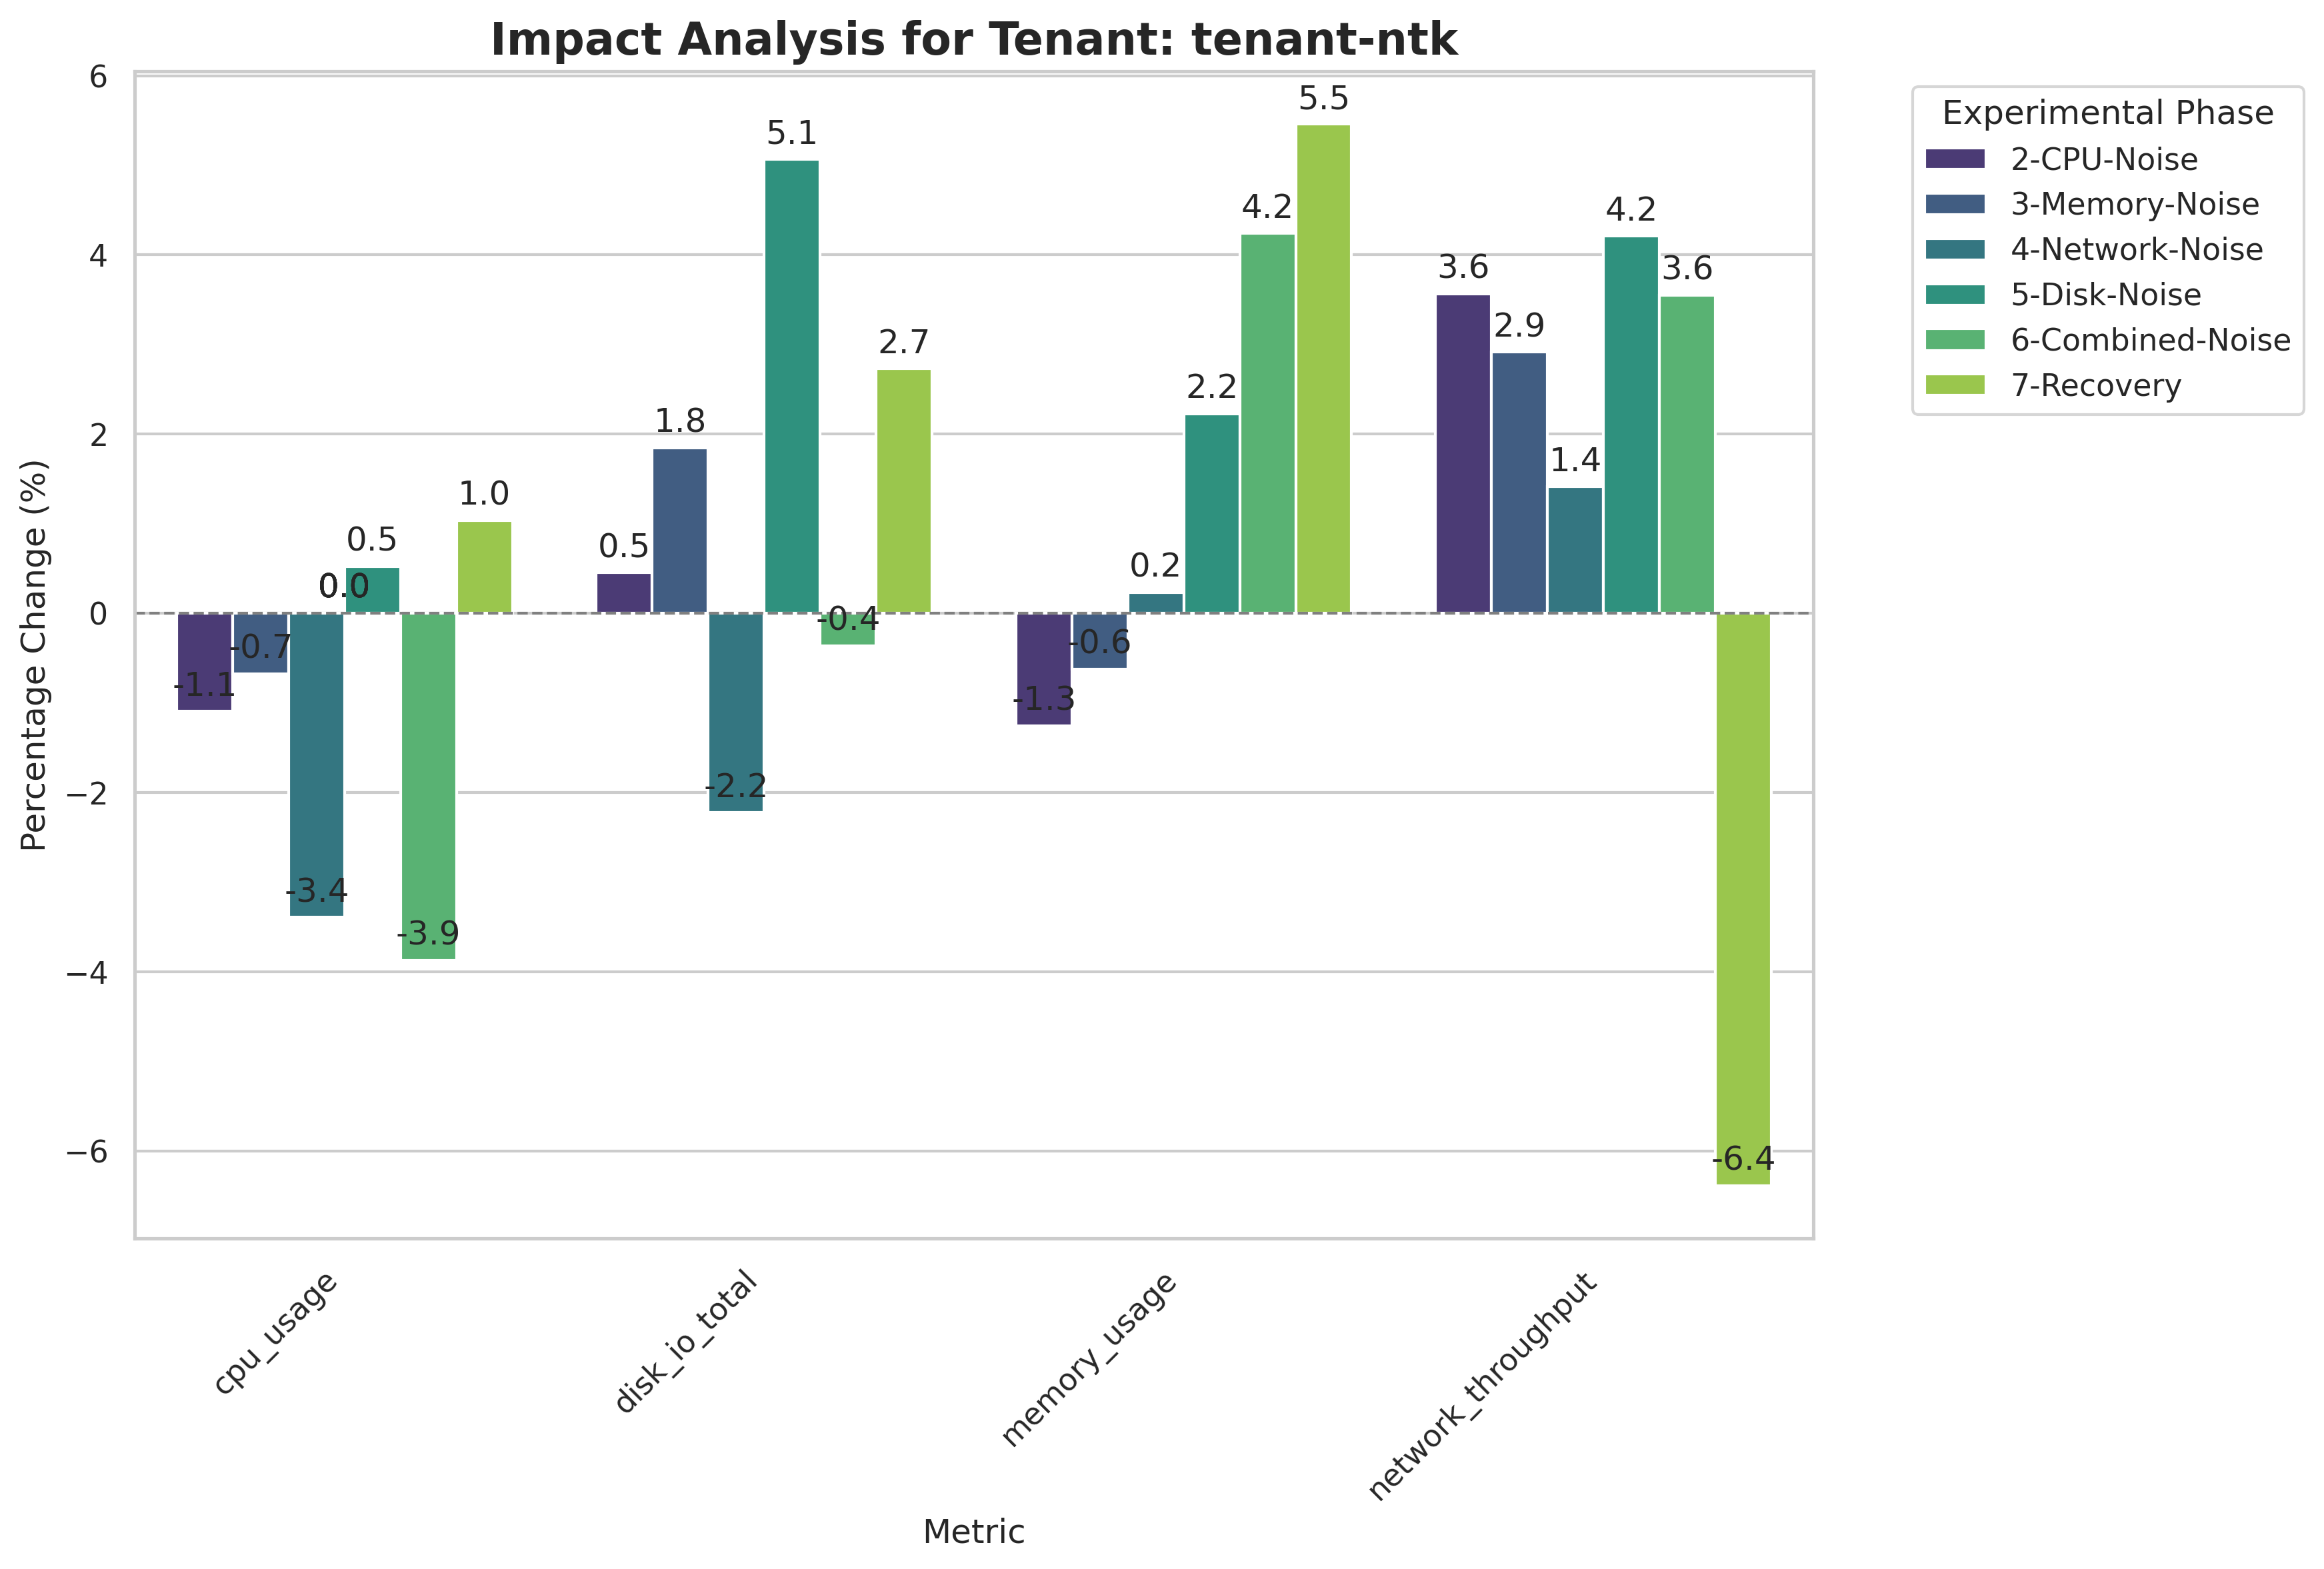 Impact Analysis for Tenant: tenant-ntk
Percentage Change (%)
6
4
2
0
−2
−4
−6
-1.1
-0.7
-3.4
0.0
0.5
-3.9
1.0
0.5
1.8
-2.2
5.1
-0.4
2.7
-1.3
-0.6
0.2
2.2
4.2
5.5
3.6
2.9
1.4
4.2
3.6
-6.4
cpu_usage
disk_io_total
memory_usage
network_throughput
Metric
Experimental Phase
2-CPU-Noise
3-Memory-Noise
4-Network-Noise
5-Disk-Noise
6-Combined-Noise
7-Recovery